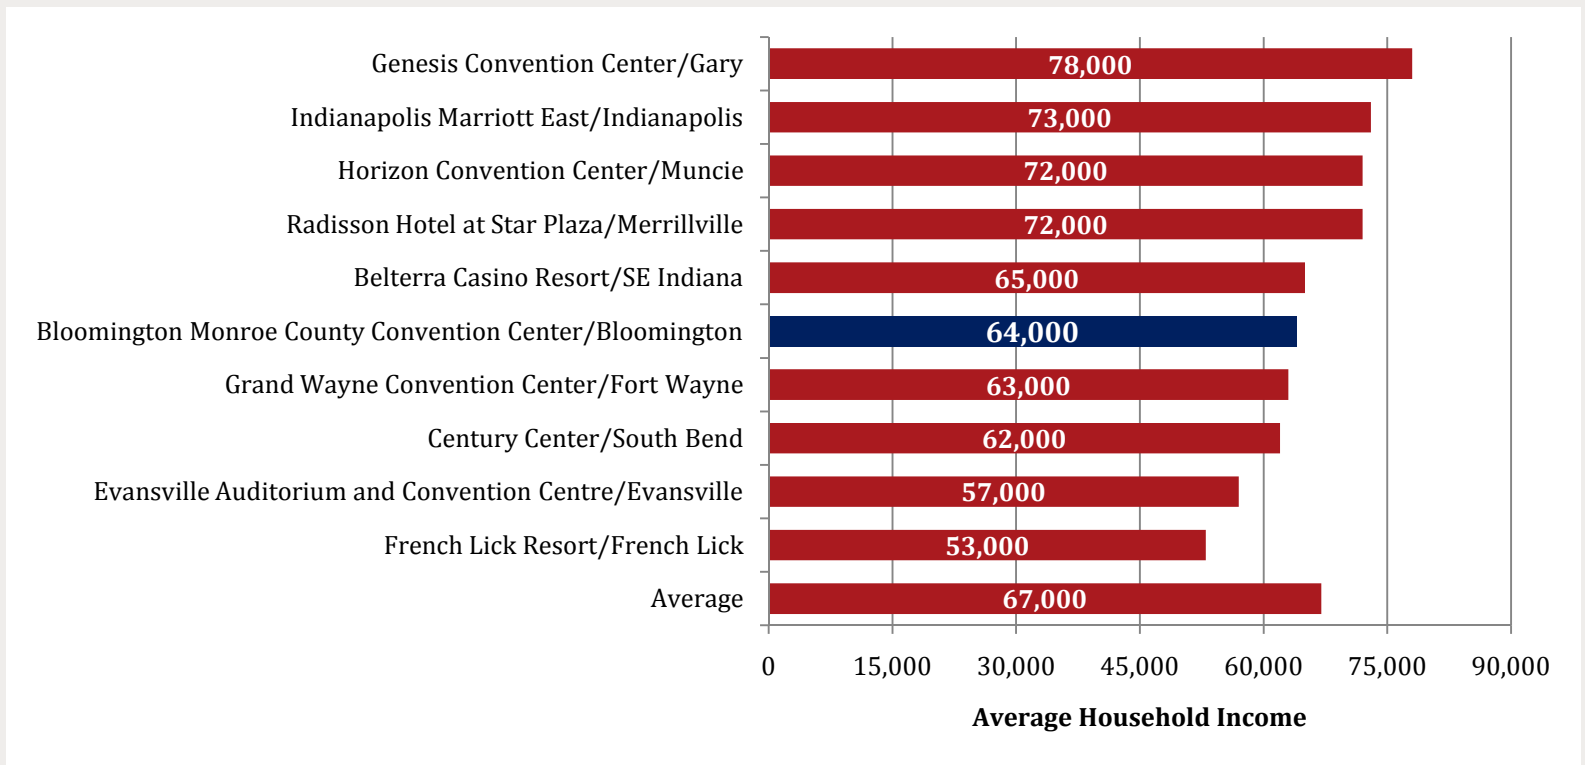 Genesis Convention Center/Gary 78,000
Indianapolis Marriott East/Indianapolis 73,000
Horizon Convention Center/Muncie 72,000
Radisson Hotel at Star Plaza/Merrillville 72,000
Belterra Casino Resort/SE Indiana 65,000
Bloomington Monroe County Convention Center/Bloomington 64,000
Grand Wayne Convention Center/Fort Wayne 63,000
Century Center/South Bend 62,000
Evansville Auditorium and Convention Centre/Evansville 57,000
French Lick Resort/French Lick 53,000
Average 67,000
0 15,000 30,000 45,000 60,000 75,000 90,000
Average Household Income